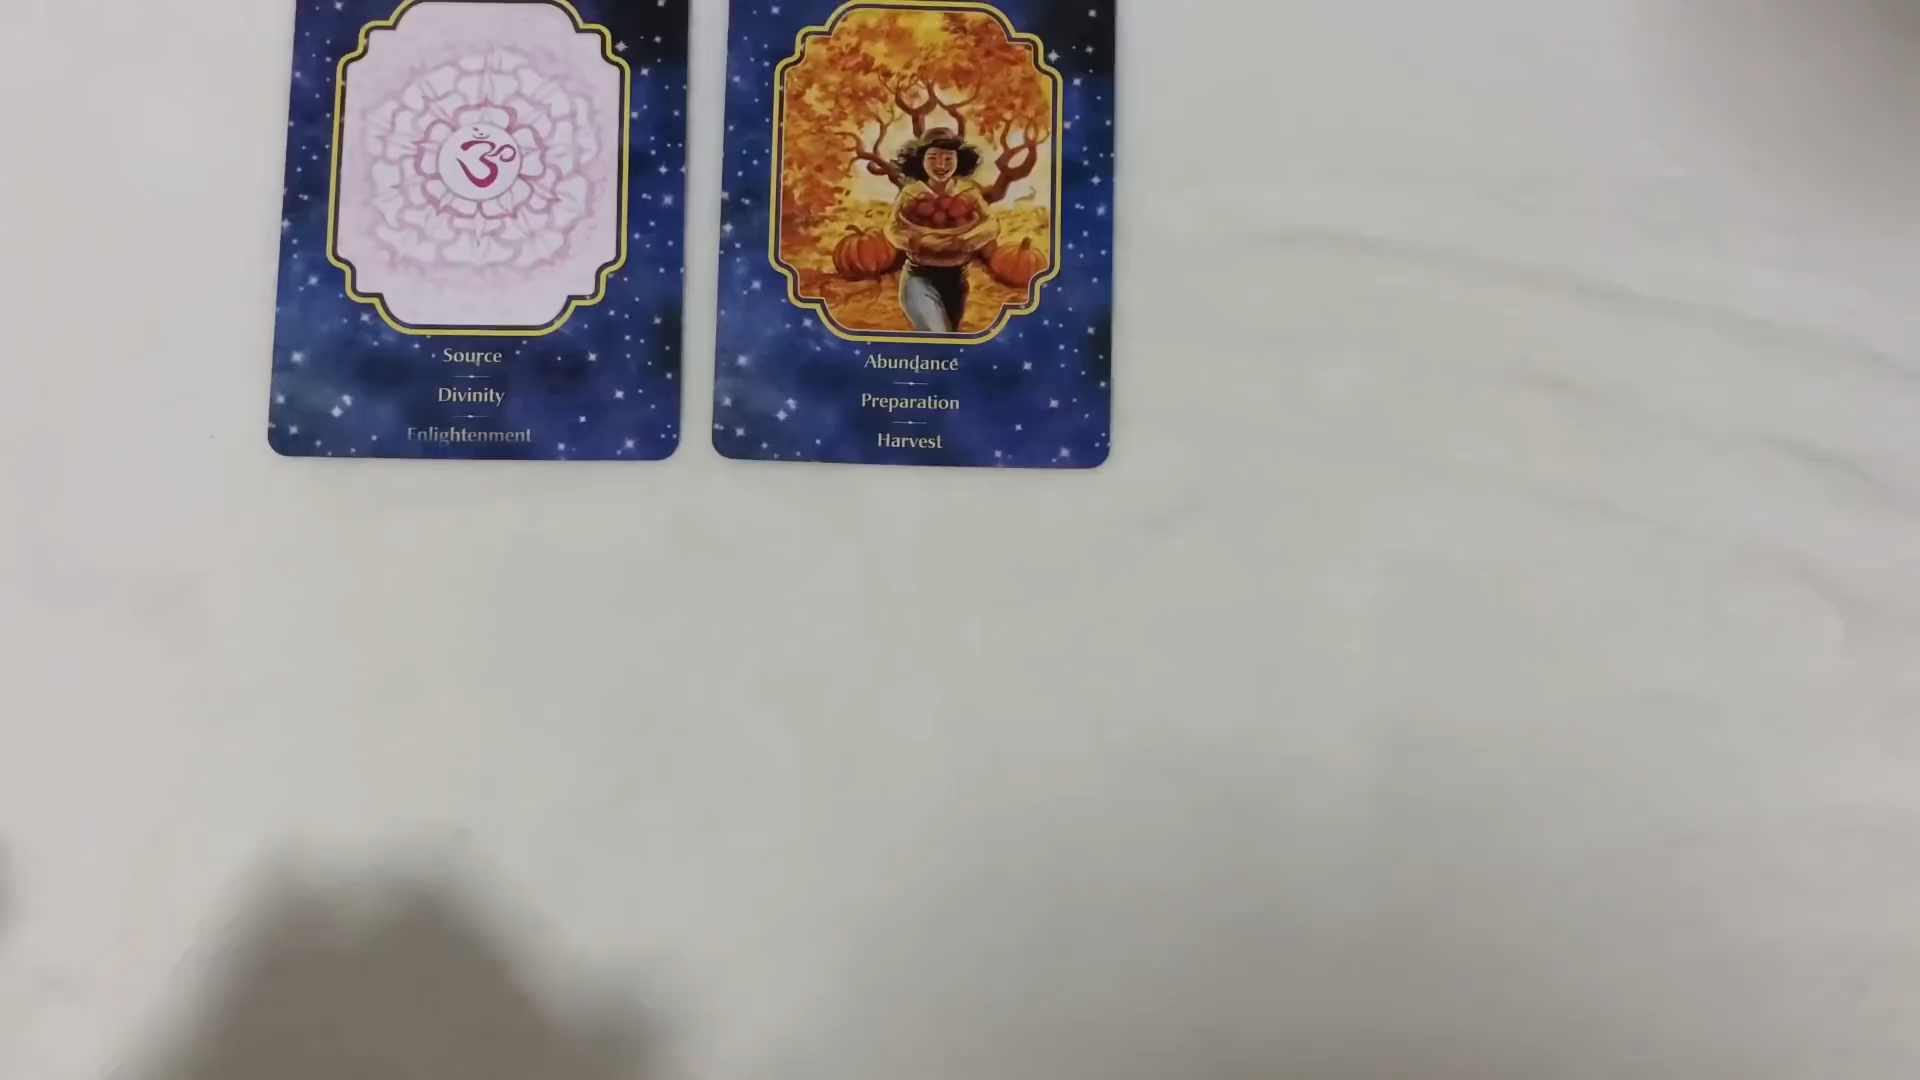 ॐ
Source
Divinity
Enlightenment
Abundance
Preparation
Harvest